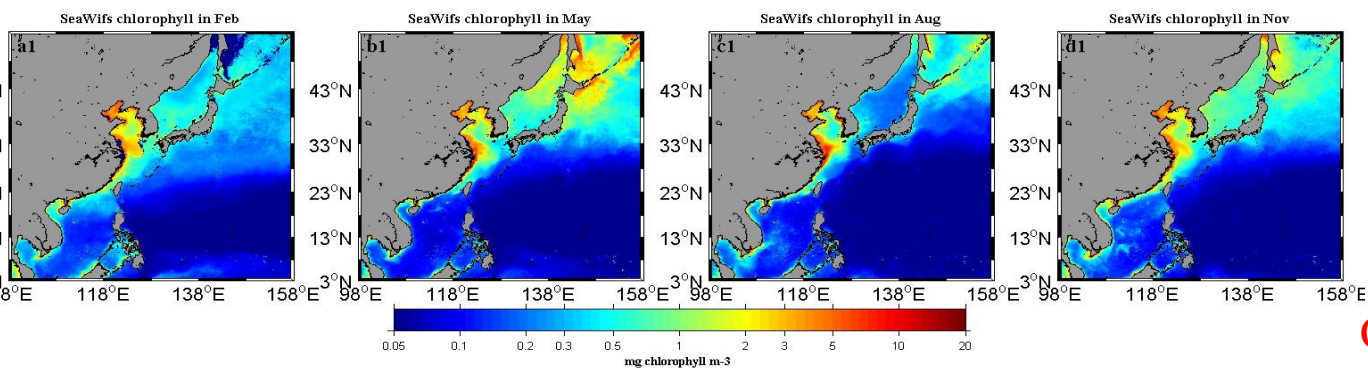 SeaWifs chlorophyll in Feb
SeaWifs chlorophyll in May
SeaWifs chlorophyll in Aug
SeaWifs chlorophyll in Nov
a1
b1
c1
d1
43°N
43°N
43°N
33°N
33°N
33°N
23°N
23°N
23°N
13°N
13°N
13°N
3°N
3°N
3°N
8°E 118°E 138°E 158°E
98°E 118°E 138°E 158°E
98°E 118°E 138°E 158°E
98°E 118°E 138°E 158°E
0.05 0.1 0.2 0.3 0.5 1 2 3 5 10 20
mg chlorophyll m-3